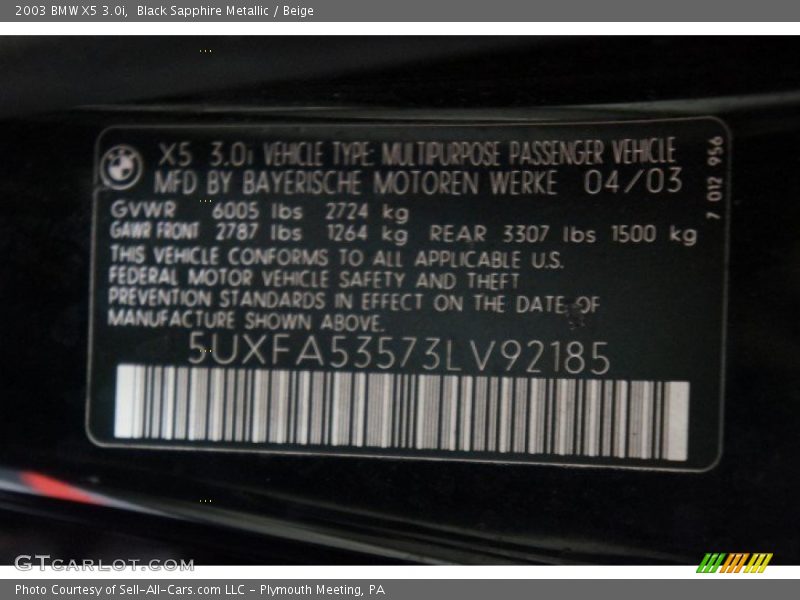 2003 BMW X5 3.0i, Black Sapphire Metallic / Beige
X5 3.0i VEHICLE TYPE: MULTIPURPOSE PASSENGER VEHICLE
MFD BY BAYERISCHE MOTOREN WERKE 04/03
GVWR 6005 lbs 2724 kg
GAWR FRONT 2787 lbs 1264 kg REAR 3307 lbs 1500 kg
THIS VEHICLE CONFORMS TO ALL APPLICABLE U.S.
FEDERAL MOTOR VEHICLE SAFETY AND THEFT
PREVENTION STANDARDS IN EFFECT ON THE DATE OF
MANUFACTURE SHOWN ABOVE.
5UXFA53573LV92185
7 012 956
GTCARLOT.COM
Photo Courtesy of Sell-All-Cars.com LLC - Plymouth Meeting, PA